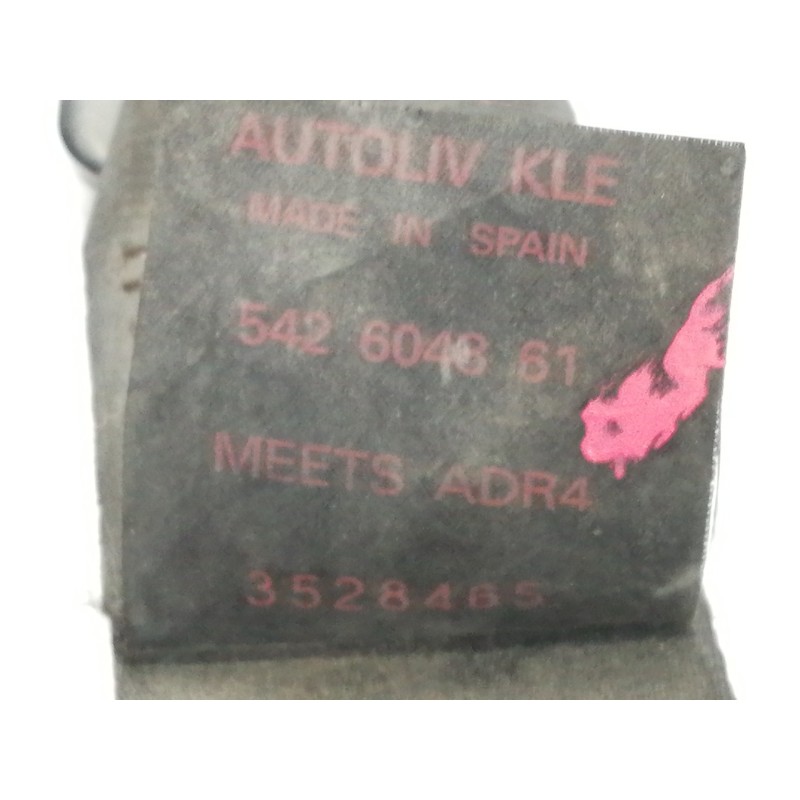 AUTOLIV KLE
MADE IN SPAIN
542 6048 61
MEETS ADR4
3528465